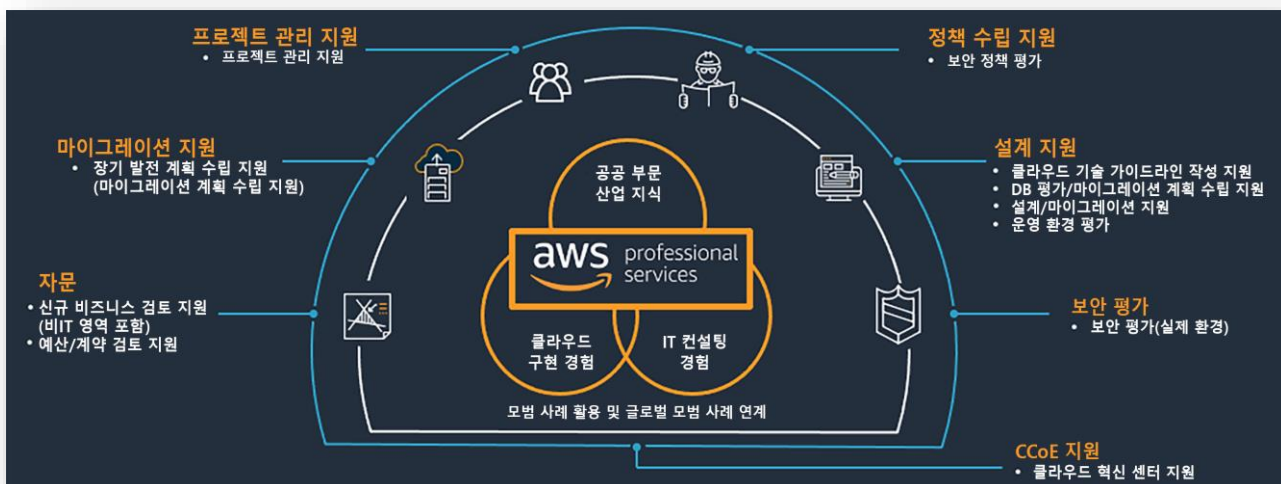 프로젝트 관리 지원
• 프로젝트 관리 지원
정책 수립 지원
• 보안 정책 평가
마이그레이션 지원
• 장기 발전 계획 수립 지원
(마이그레이션 계획 수립 지원)
설계 지원
• 클라우드 기술 가이드라인 작성 지원
• DB 평가/마이그레이션 계획 수립 지원
• 설계/마이그레이션 지원
• 운영 환경 평가
공공 부문
산업 지식
aws professional
services
자문
• 신규 비즈니스 검토 지원
(비IT 영역 포함)
• 예산/계약 검토 지원
보안 평가
• 보안 평가(실제 환경)
클라우드
구현 경험
IT 컨설팅
경험
모범 사례 활용 및 글로벌 모범 사례 연계
CCoE 지원
• 클라우드 혁신 센터 지원